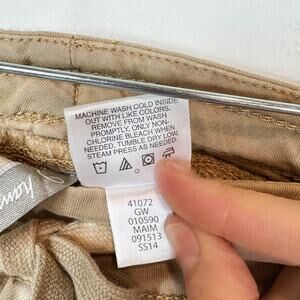 MACHINE WASH COLD INSIDE
OUT WITH LIKE COLORS.
REMOVE FROM WASH
PROMPTLY. ONLY NON-
CHLORINE BLEACH WHEN
NEEDED. TUMBLE DRY LOW.
STEAM PRESS AS NEEDED.
41072
GW
010590
MAIM
091513
SS14